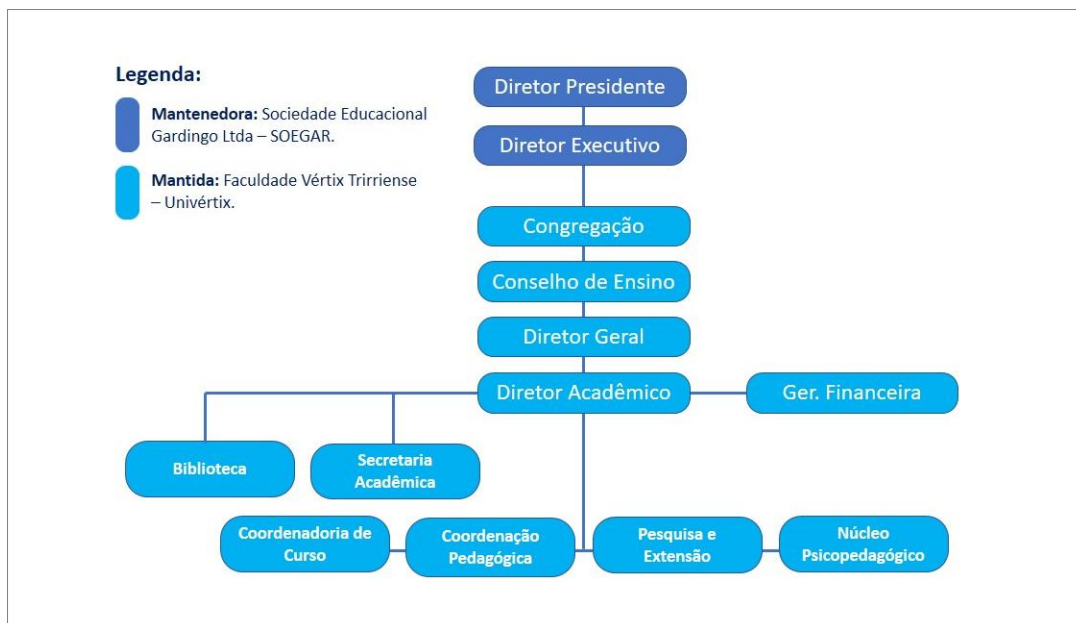 Legenda:
Mantenedora: Sociedade Educacional
Gardingo Ltda – SOEGAR.
Mantida: Faculdade Vértix Trirriense
– Univértix.
Diretor Presidente
Diretor Executivo
Congregação
Conselho de Ensino
Diretor Geral
Diretor Acadêmico
Ger. Financeira
Biblioteca
Secretaria
Acadêmica
Coordenadoria de
Curso
Coordenação
Pedagógica
Pesquisa e
Extensão
Núcleo
Psicopedagógico